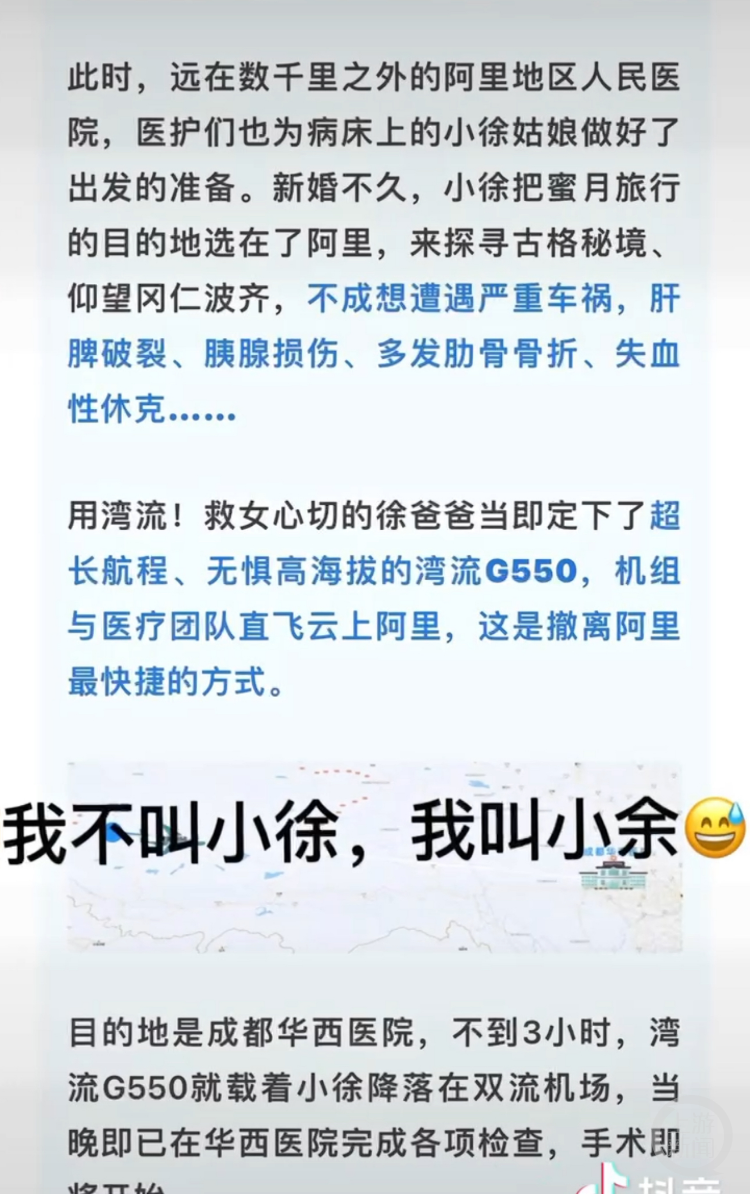 此时，远在数千里之外的阿里地区人民医
院，医护们也为病床上的小徐姑娘做好了
出发的准备。新婚不久，小徐把蜜月旅行
的目的地选在了阿里，来探寻古格秘境、
仰望冈仁波齐，不成想遭遇严重车祸，肝
脾破裂、胰腺损伤、多发肋骨骨折、失血
性休克……
用湾流！救女心切的徐爸爸当即定下了超
长航程、无惧高海拔的湾流G550，机组
与医疗团队直飞云上阿里，这是撤离阿里
最快捷的方式。
我不叫小徐，我叫小余😅
目的地是成都华西医院，不到3小时，湾
流G550就载着小徐降落在双流机场，当
晚即已在华西医院完成各项检查，手术即
将开始
抖音